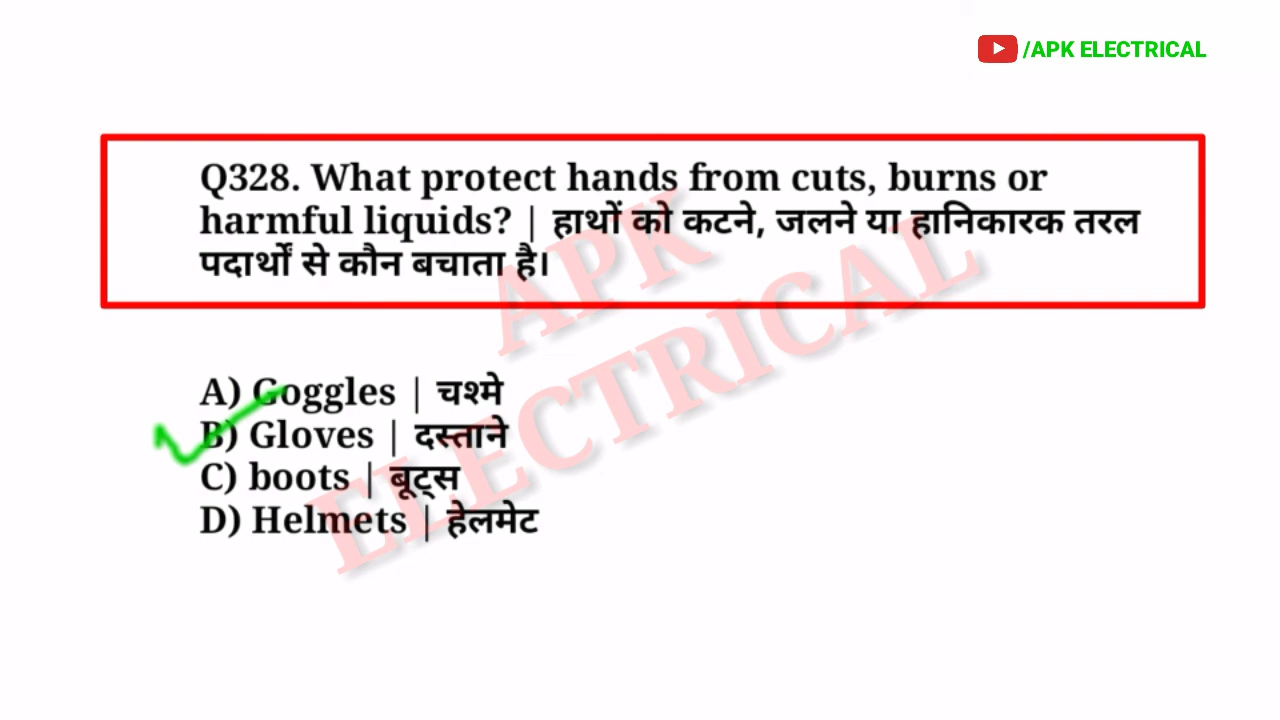 /APK ELECTRICAL
Q328. What protect hands from cuts, burns or
harmful liquids? | हाथों को कटने, जलने या हानिकारक तरल
पदार्थों से कौन बचाता है।
A) Goggles | चश्मे
B) Gloves | दस्ताने
C) boots | बूट्स
D) Helmets | हेलमेट
APK
ELECTRICAL